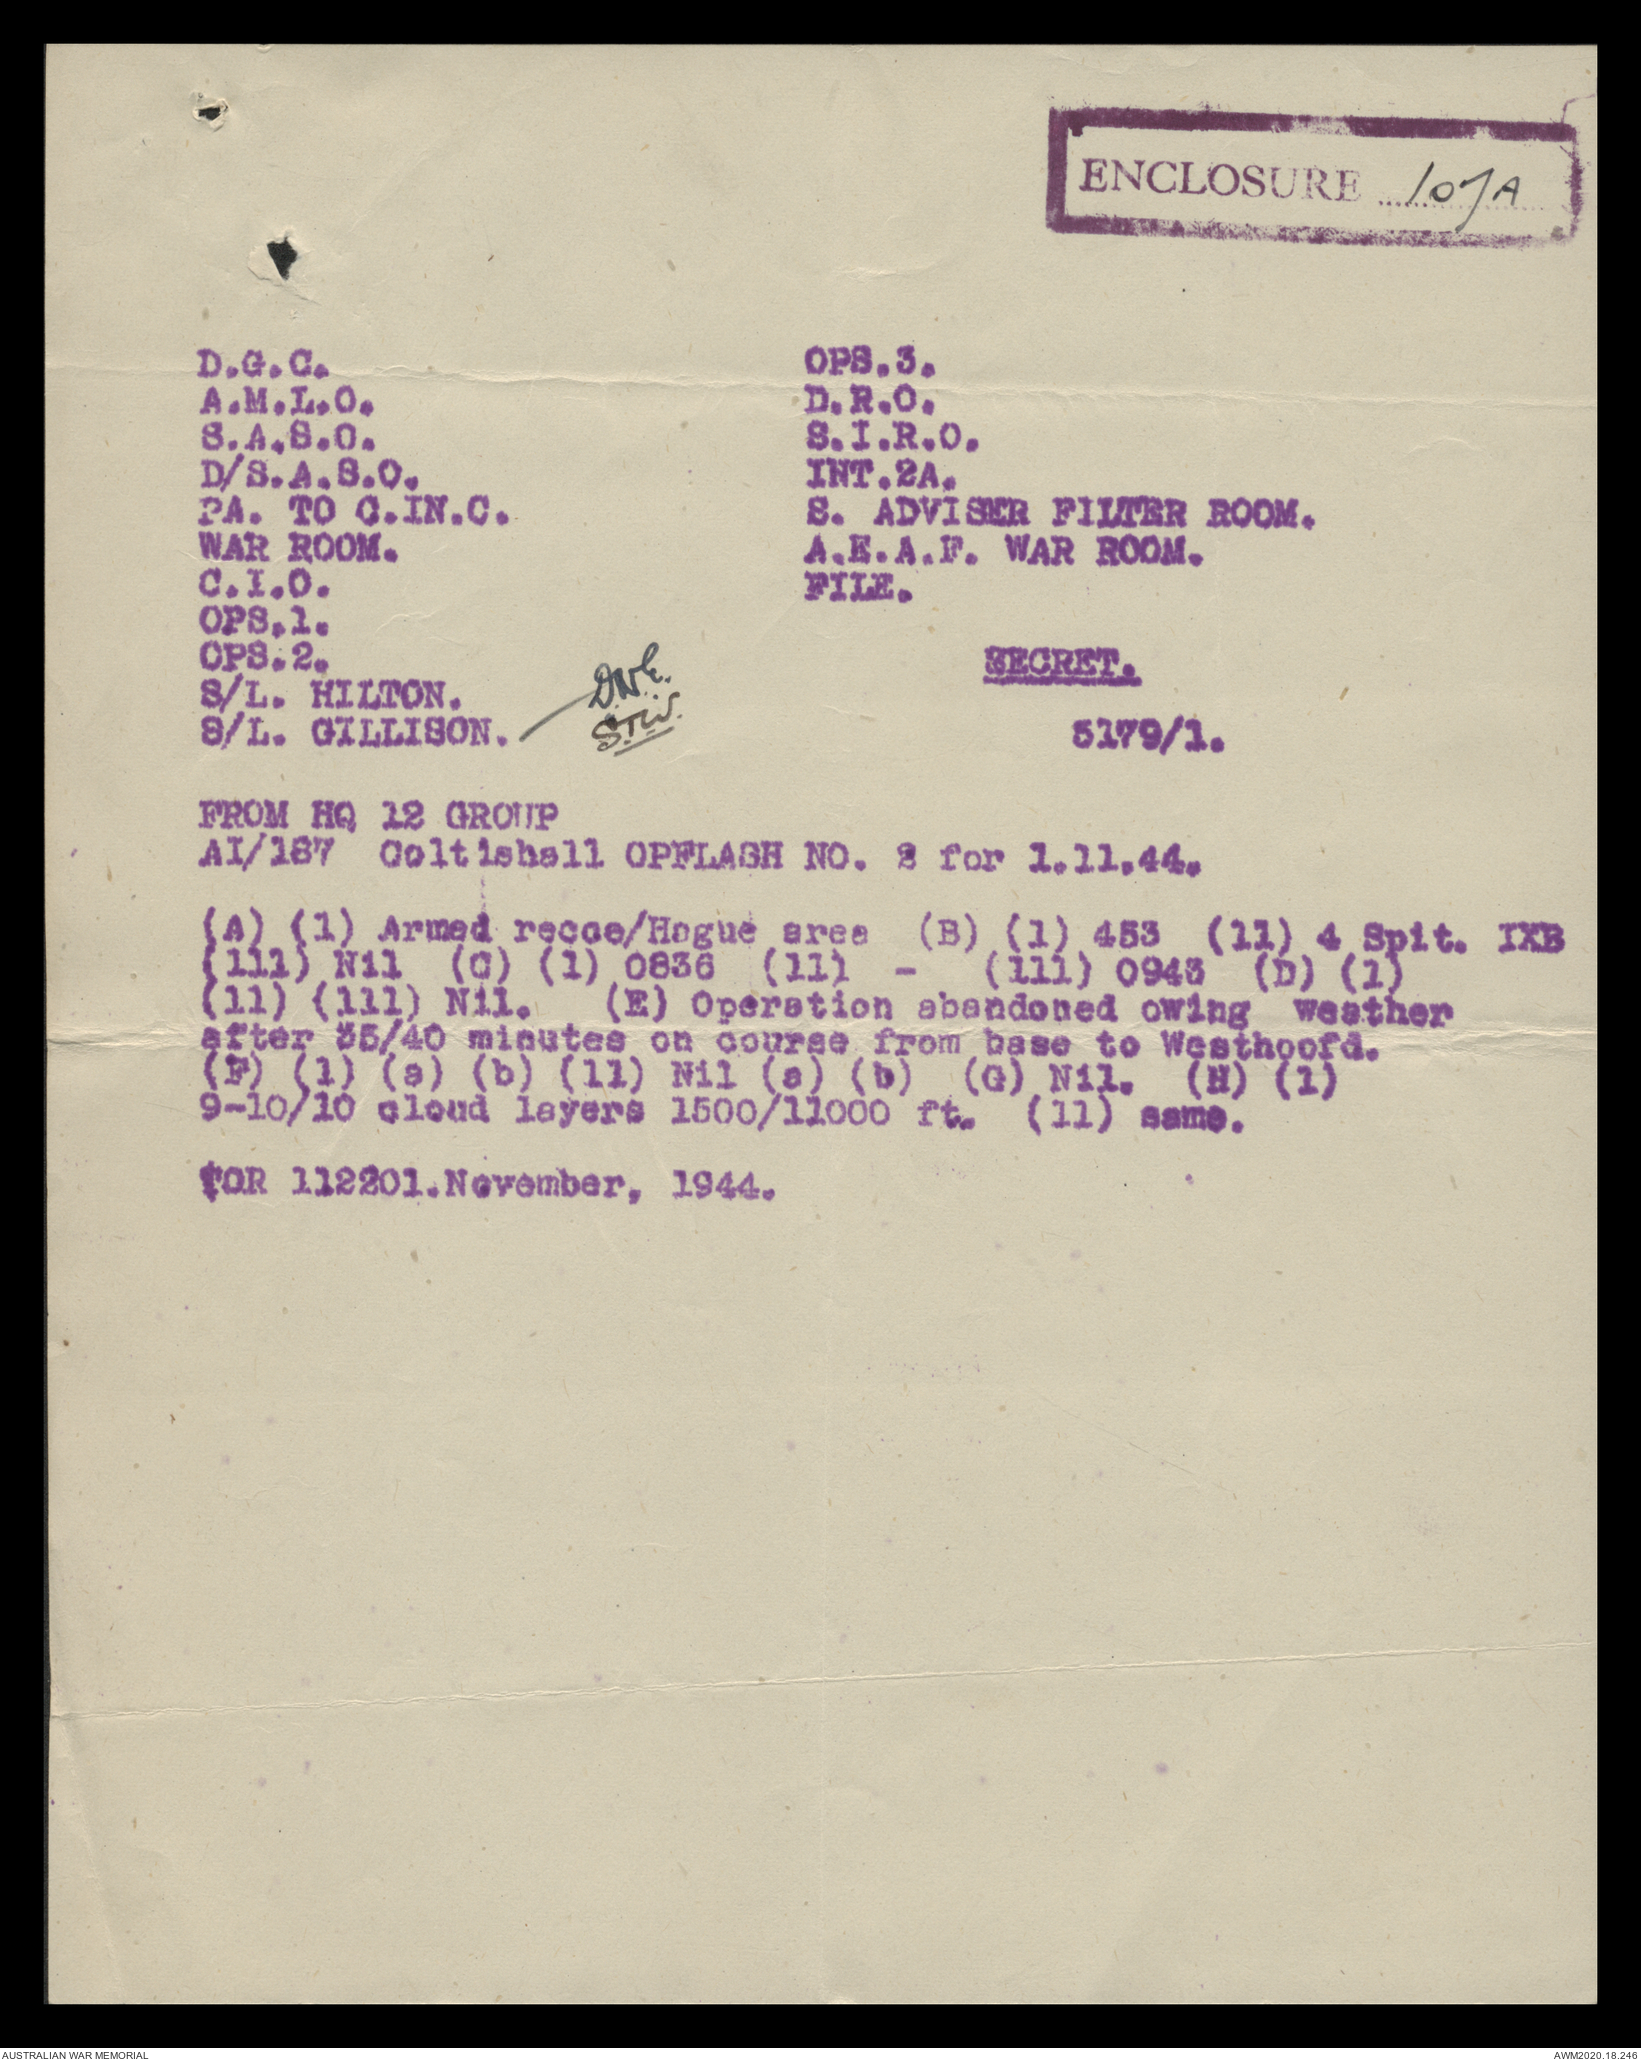 ENCLOSURE 107A
D.G.C.
A.M.L.O.
S.A.S.O.
D/S.A.S.O.
PA. TO C.IN.C.
WAR ROOM.
C.I.O.
OPS.1.
OPS.2.
S/L. HILTON.
S/L. GILLISON.
OPS.3.
D.R.O.
S.I.R.O.
INT.2A.
S. ADVISER FILTER ROOM.
A.E.A.F. WAR ROOM.
FILE.
SECRET.
5179/1.
FROM HQ 12 GROUP
AI/187 Coltishall OPFLASH NO. 2 for 1.11.44.
(A) (1) Armed recce/Hague area (B) (1) 453 (11) 4 Spit. IXB
(111) Nil (C) (1) 0836 (11) - (111) 0943 (D) (1)
(11) (111) Nil. (E) Operation abandoned owing weather
after 35/40 minutes on course from base to Westhoofd.
(F) (1) (a) (b) (11) Nil (a) (b) (G) Nil. (H) (1)
9-10/10 cloud layers 1500/11000 ft. (11) same.
TOR 112201.November, 1944.
AUSTRALIAN WAR MEMORIAL
AWM2020.18.246